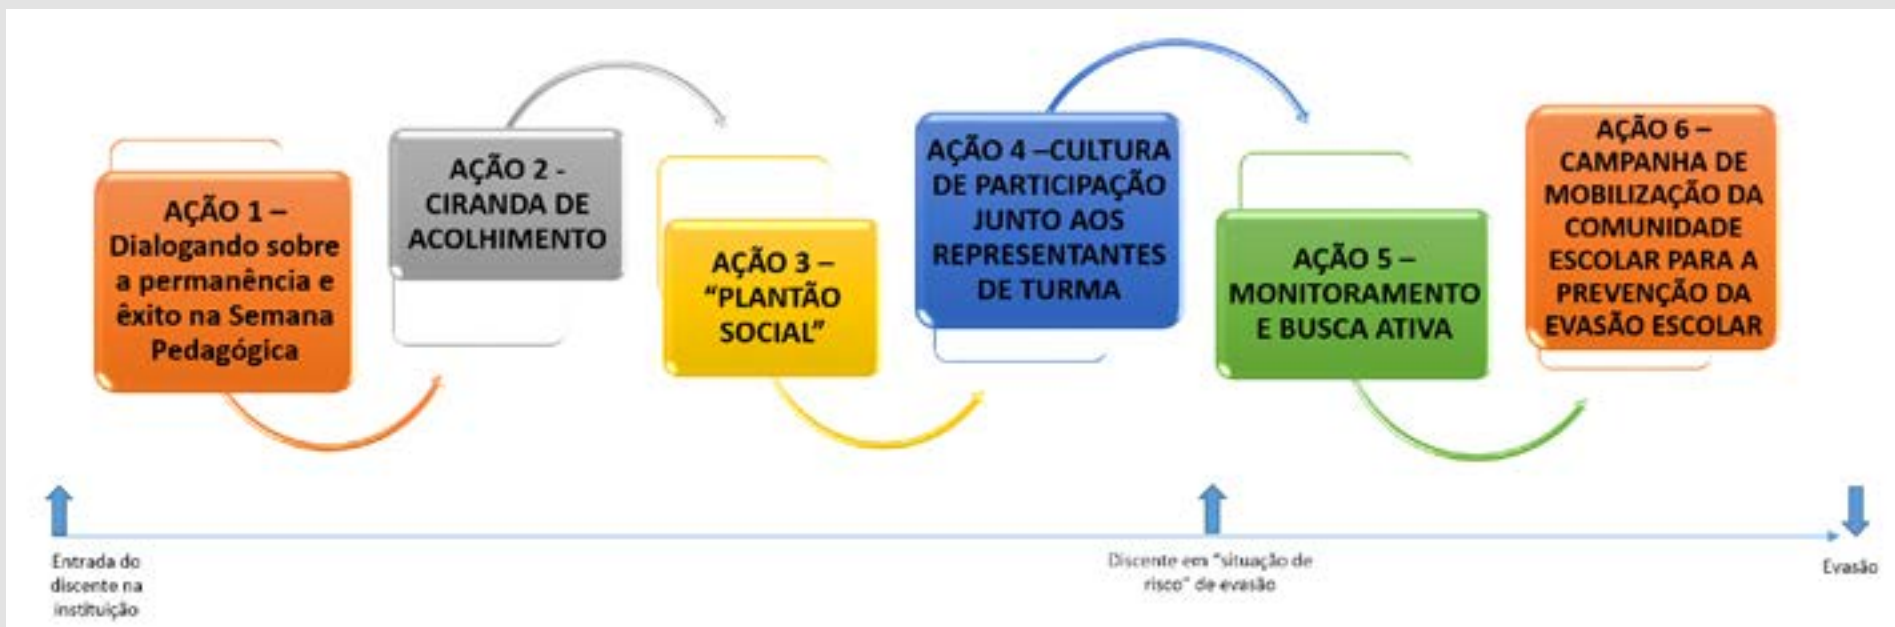 AÇÃO 1 –
Dialogando sobre
a permanência e
êxito na Semana
Pedagógica
AÇÃO 2 -
CIRANDA DE
ACOLHIMENTO
AÇÃO 3 –
“PLANTÃO
SOCIAL”
AÇÃO 4 –CULTURA
DE PARTICIPAÇÃO
JUNTO AOS
REPRESENTANTES
DE TURMA
AÇÃO 5 –
MONITORAMENTO
E BUSCA ATIVA
AÇÃO 6 –
CAMPANHA DE
MOBILIZAÇÃO DA
COMUNIDADE
ESCOLAR PARA A
PREVENÇÃO DA
EVASÃO ESCOLAR
Entrada do
discente na
instituição
Discente em “situação de
risco” de evasão
Evasão